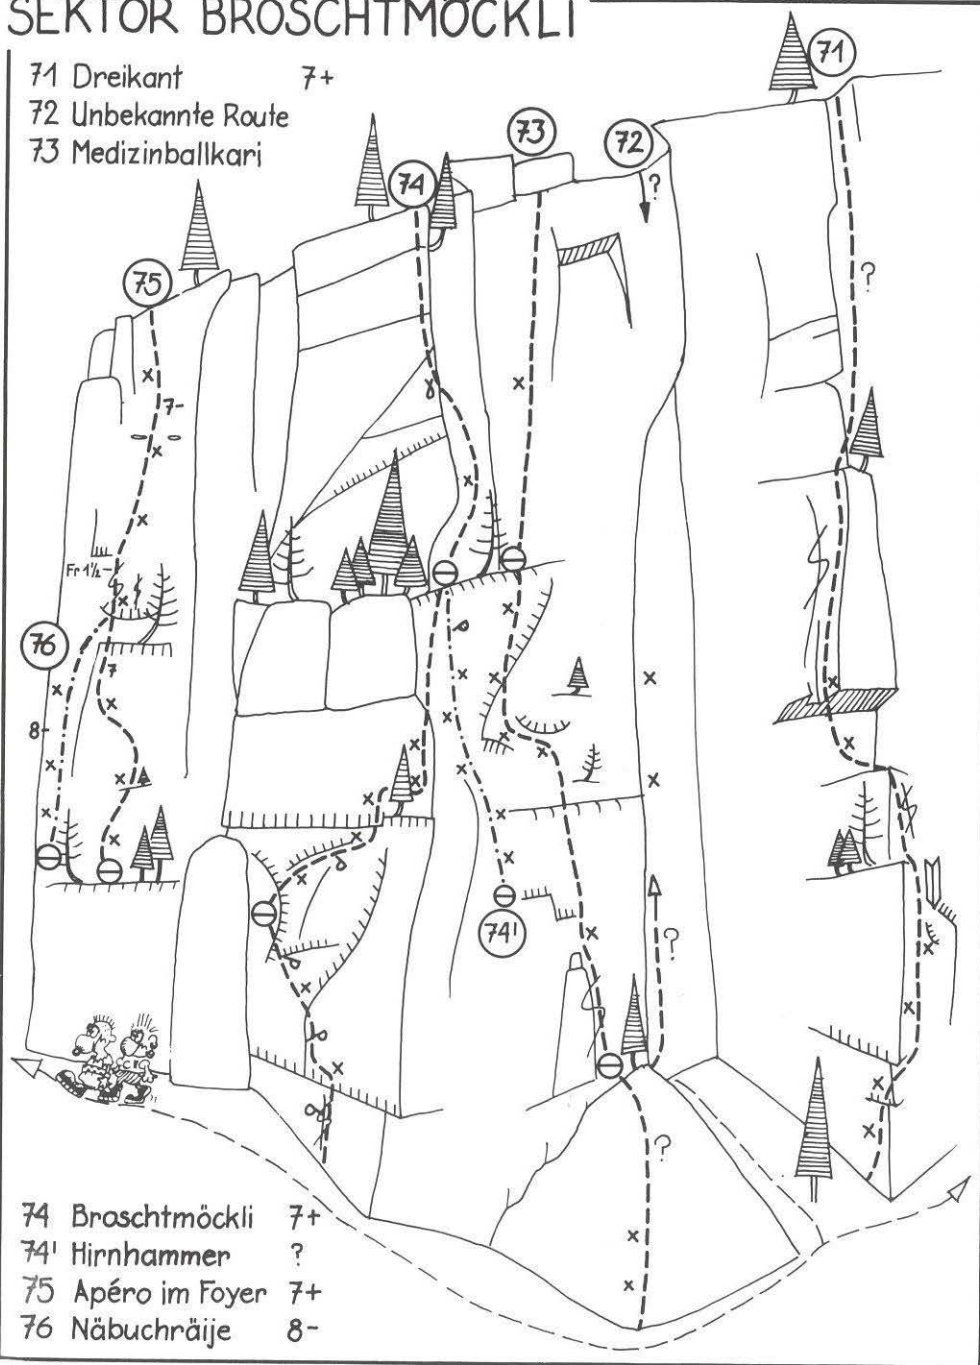 SEKTOR BROSCHTMÖCKLI
71 Dreikant 7+
72 Unbekannte Route
73 Medizinballkari
71
73
72
?
74
75
?
7-
Fr 1½-
76
7
8-
74'
?
?
74 Broschtmöckli 7+
74' Hirnhammer ?
75 Apéro im Foyer 7+
76 Näbuchräije 8-